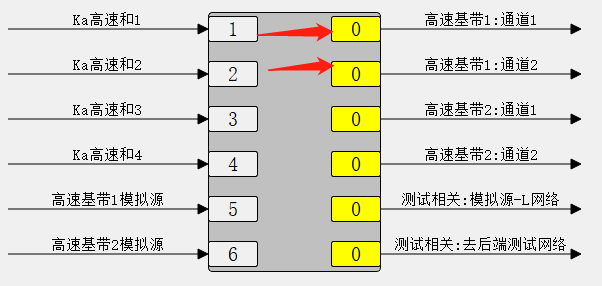 Ka高速和1 1 0 高速基带1:通道1
Ka高速和2 2 0 高速基带1:通道2
Ka高速和3 3 0 高速基带2:通道1
Ka高速和4 4 0 高速基带2:通道2
高速基带1模拟源 5 0 测试相关:模拟源-L网络
高速基带2模拟源 6 0 测试相关:去后端测试网络